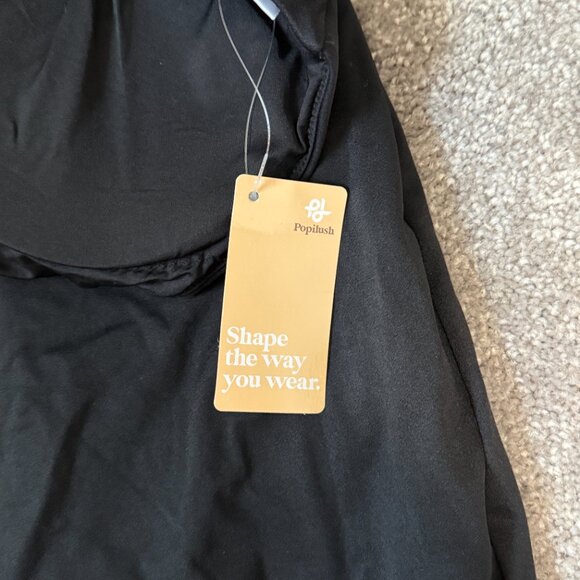 Popilush
Shape
the way
you wear.